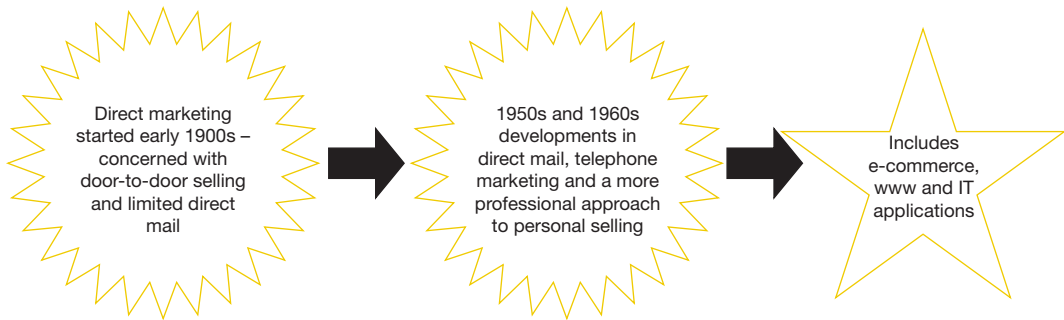 Direct marketing
started early 1900s –
concerned with
door-to-door selling
and limited direct
mail
1950s and 1960s
developments in
direct mail, telephone
marketing and a more
professional approach
to personal selling
Includes
e-commerce,
www and IT
applications